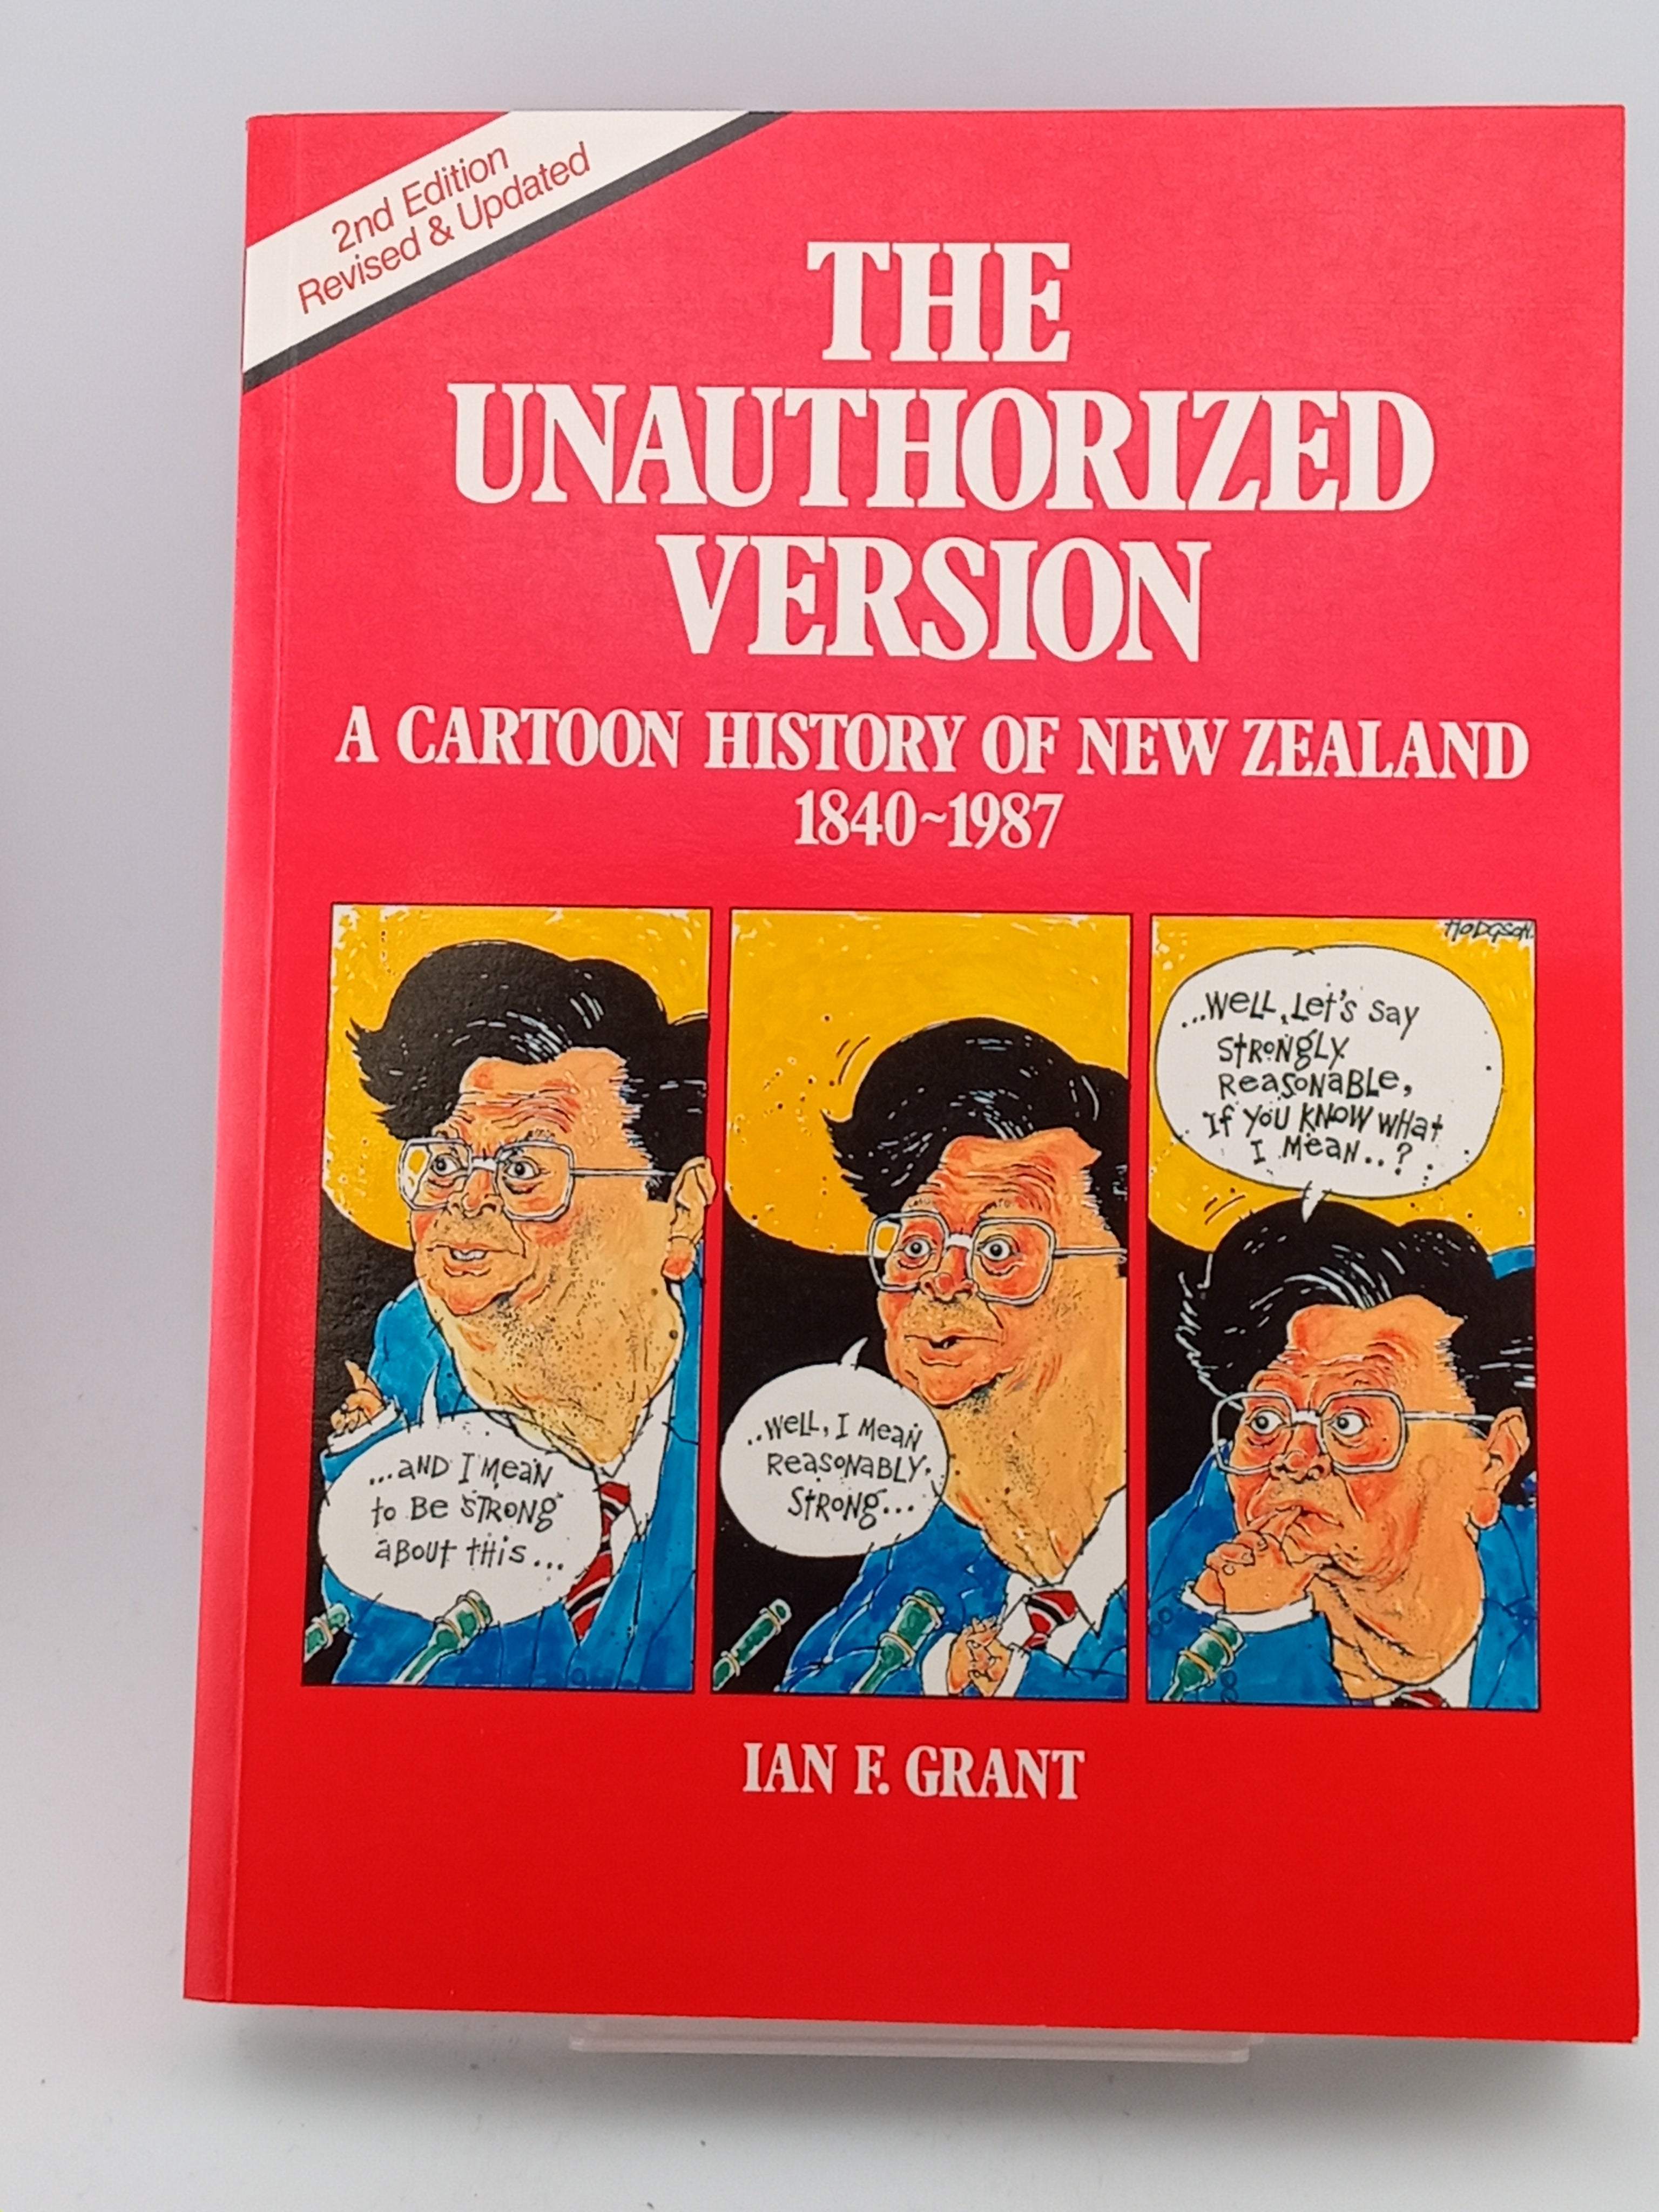 2nd Edition
Revised & Updated
THE
UNAUTHORIZED
VERSION
A CARTOON HISTORY OF NEW ZEALAND
1840~1987
...AND I MEAN
to BE STRONG
ABOUT tHiS...
..WELL, I MEAN
REASONABLY
STRONG...
HODGSON.
...WELL, Let's say
StRONGLY
REASONABLE,
If YOU KNOW WHAt
I MEAN..?
IAN F. GRANT